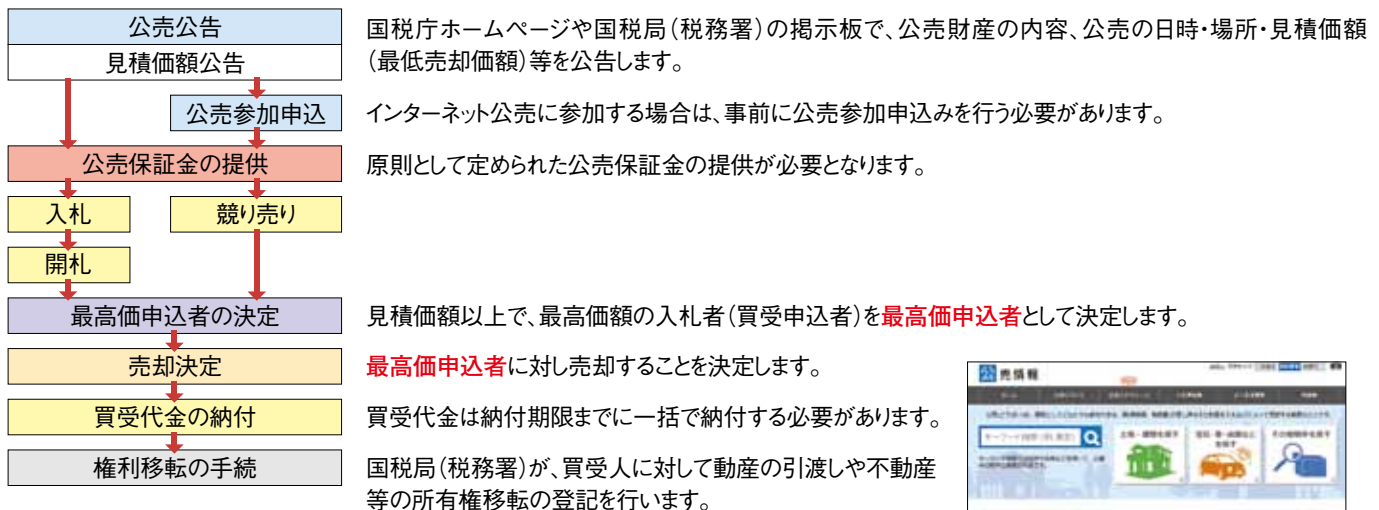 公売公告
国税庁ホームページや国税局(税務署)の掲示板で、公売財産の内容、公売の日時・場所・見積価額
見積価額公告
(最低売却価額)等を公告します。
公売参加申込
インターネット公売に参加する場合は、事前に公売参加申込みを行う必要があります。
公売保証金の提供
原則として定められた公売保証金の提供が必要となります。
入札
競り売り
開札
最高価申込者の決定
見積価額以上で、最高価額の入札者(買受申込者)を最高価申込者として決定します。
売却決定
最高価申込者に対し売却することを決定します。
公売情報
買受代金の納付
買受代金は納付期限までに一括で納付する必要があります。
権利移転の手続
国税局(税務署)が、買受人に対して動産の引渡しや不動産
等の所有権移転の登記を行います。